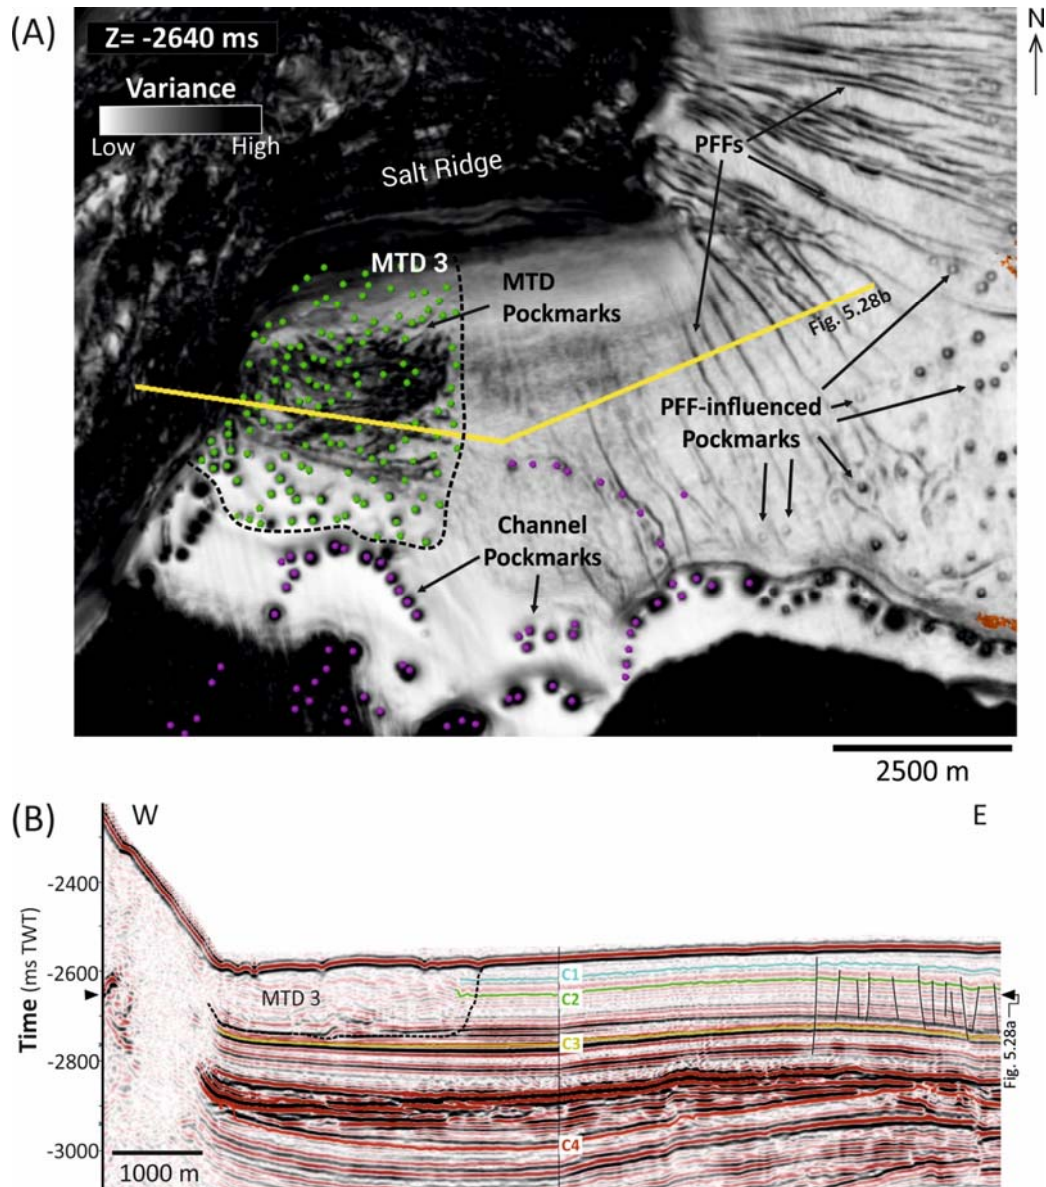 (A)
N
Z= -2640 ms
Variance
Low High
Salt Ridge
PFFs
MTD 3
MTD
Pockmarks
Fig. 5.28b
PFF-influenced
Pockmarks
Channel
Pockmarks
2500 m
(B)
W
E
Time (ms TWT)
-2400
-2600
-2800
-3000
MTD 3
C1
C2
C3
C4
Fig. 5.28a
1000 m